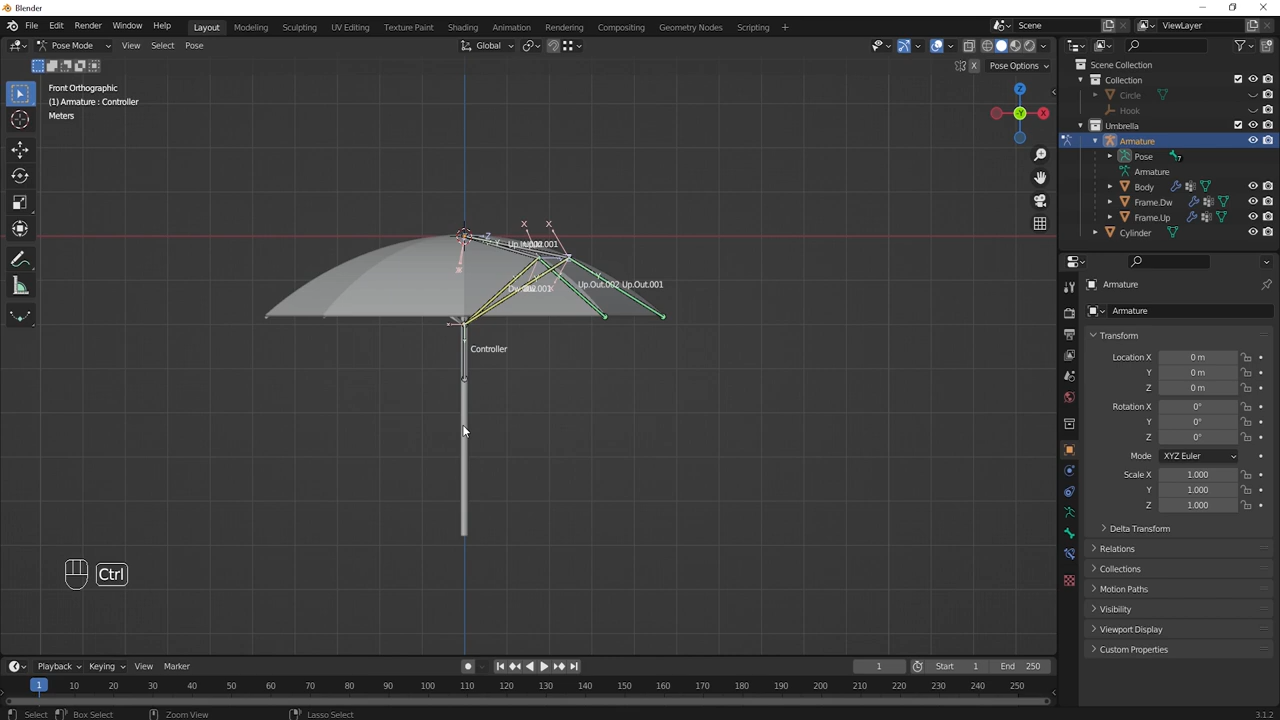 Blender
File Edit Render Window Help
Layout Modeling Sculpting UV Editing Texture Paint Shading Animation Rendering Compositing Geometry Nodes Scripting +
Scene
ViewLayer
Pose Mode View Select Pose
Global
X Pose Options
Front Orthographic
(1) Armature : Controller
Meters
Z
X
Y
Up.Out.002 Up.Out.001
Controller
Scene Collection
Collection
Circle
Hook
Umbrella
Armature
Pose
7
Armature
Body
Frame.Dw
Frame.Up
Cylinder
Armature
Armature
Transform
Location X 0 m
Y 0 m
Z 0 m
Rotation X 0°
Y 0°
Z 0°
Mode XYZ Euler
Scale X 1.000
Y 1.000
Z 1.000
Delta Transform
Relations
Collections
Motion Paths
Visibility
Viewport Display
Custom Properties
Ctrl
Playback Keying View Marker
1 Start 1 End 250
1 10 20 30 40 50 60 70 80 90 100 110 120 130 140 150 160 170 180 190 200 210 220 230 240 250
Select Box Select Zoom View Lasso Select
3.1.2